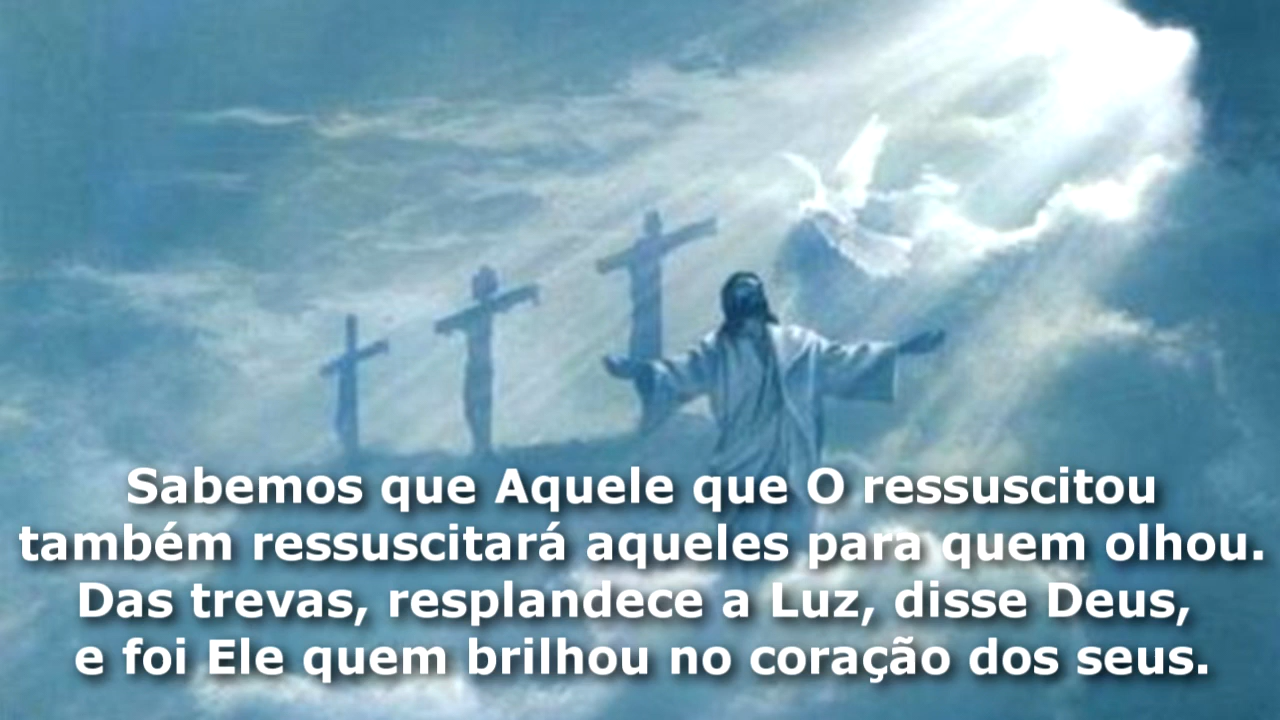 Sabemos que Aquele que O ressuscitou
também ressuscitará aqueles para quem olhou.
Das trevas, resplandece a Luz, disse Deus,
e foi Ele quem brilhou no coração dos seus.